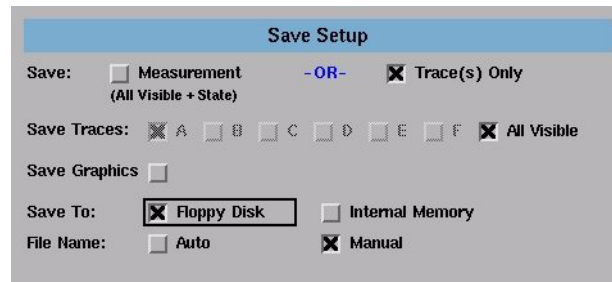 Save Setup
Save: Measurement -OR- Trace(s) Only
(All Visible + State)
Save Traces: A B C D E F All Visible
Save Graphics
Save To: Floppy Disk Internal Memory
File Name: Auto Manual